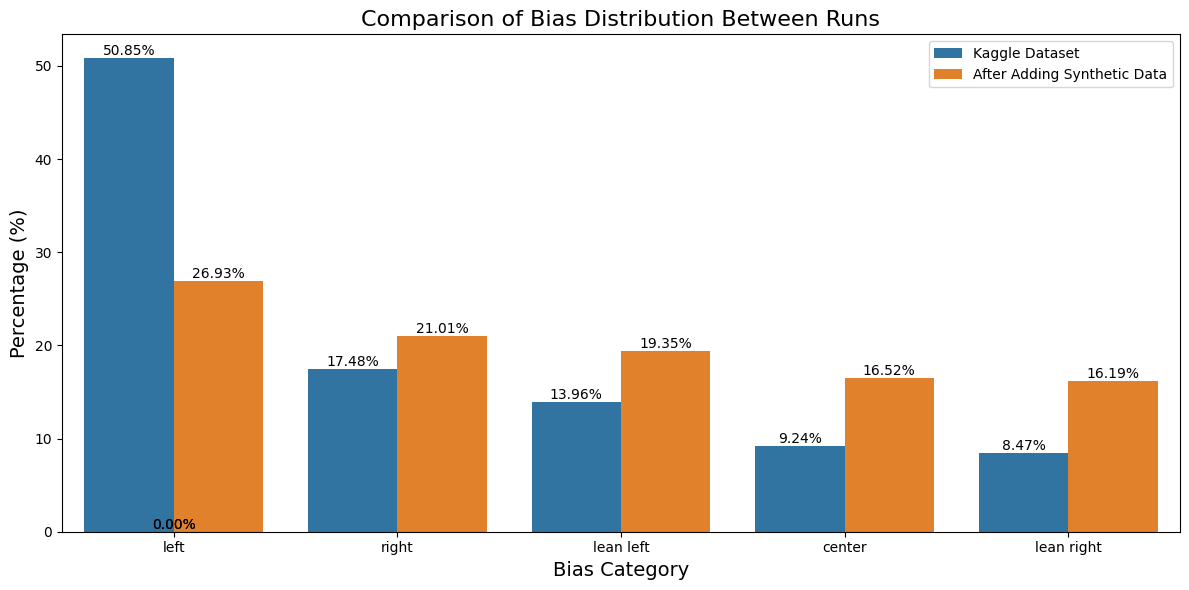 Comparison of Bias Distribution Between Runs
Kaggle Dataset
After Adding Synthetic Data
Percentage (%)
50
40
30
20
10
0
50.85%
26.93%
0.00%
17.48%
21.01%
13.96%
19.35%
9.24%
16.52%
8.47%
16.19%
left
right
lean left
center
lean right
Bias Category